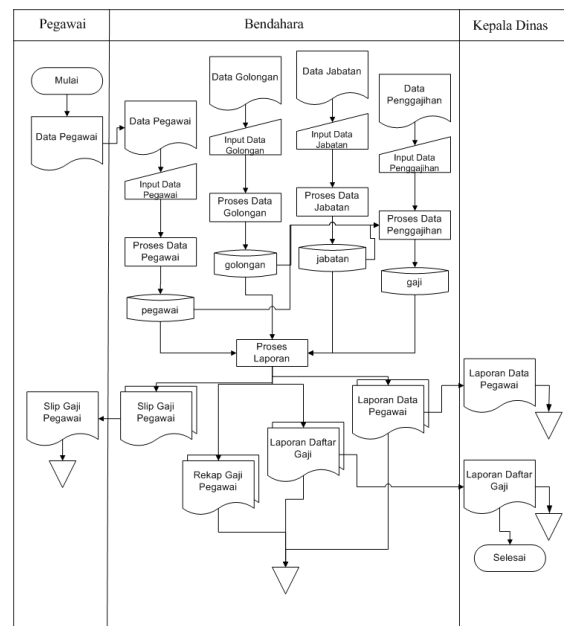 Pegawai
Bendahara
Kepala Dinas
Mulai
Data Pegawai
Data Pegawai
Input Data
Pegawai
Proses Data
Pegawai
pegawai
Data Golongan
Input Data
Golongan
Proses Data
Golongan
golongan
Data Jabatan
Input Data
Jabatan
Proses Data
Jabatan
jabatan
Data
Penggajihan
Input Data
Penggajihan
Proses Data
Penggajihan
gaji
Proses
Laporan
Slip Gaji
Pegawai
Slip Gaji
Pegawai
Rekap Gaji
Pegawai
Laporan Daftar
Gaji
Laporan Data
Pegawai
Laporan Data
Pegawai
Laporan Daftar
Gaji
Selesai